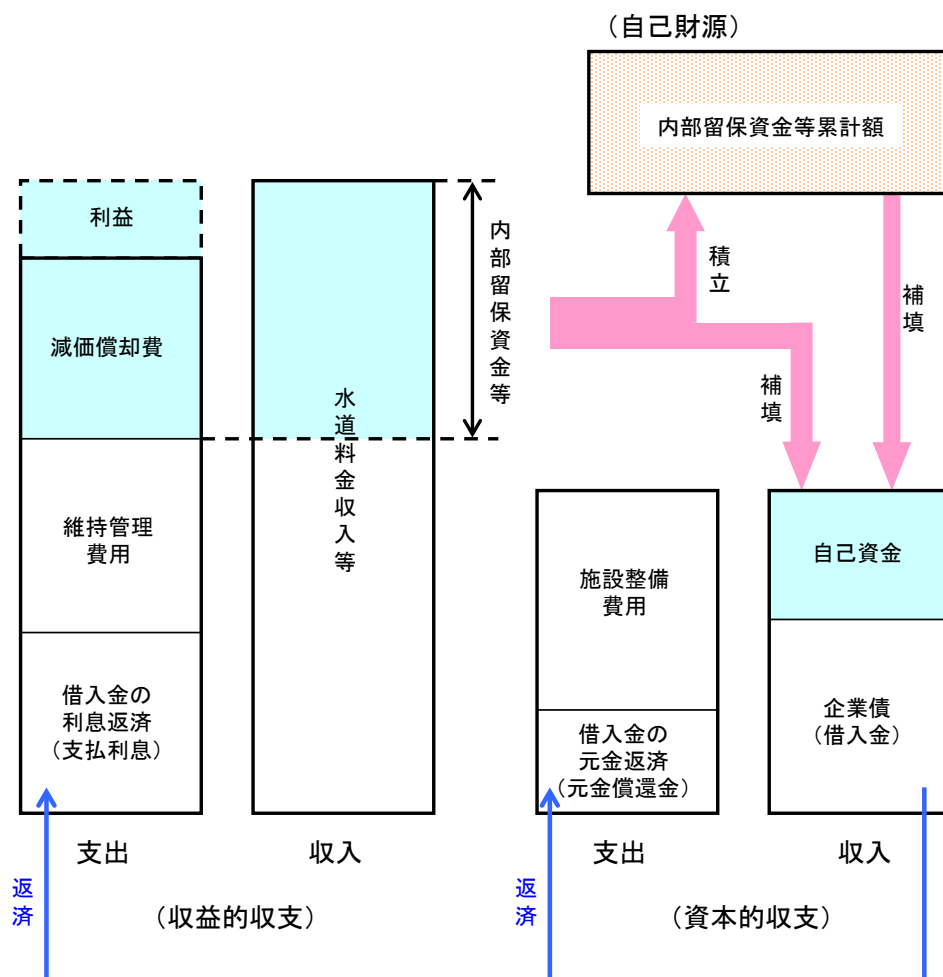 （自己財源）
内部留保資金等累計額
利益
減価償却費
維持管理
費用
借入金の
利息返済
（支払利息）
水道料金収入等
内部留保資金等
積立
補填
補填
施設整備
費用
借入金の
元金返済
（元金償還金）
自己資金
企業債
（借入金）
支出
収入
支出
収入
返済
（収益的収支）
返済
（資本的収支）